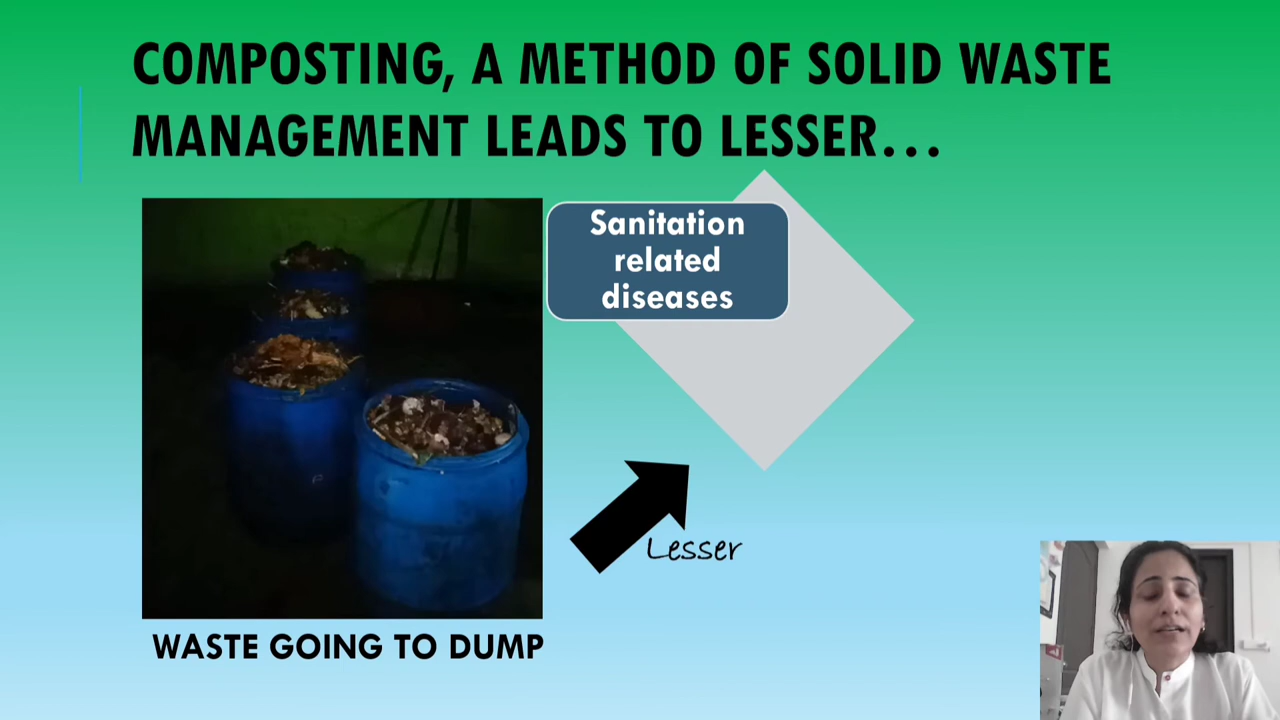 COMPOSTING, A METHOD OF SOLID WASTE
MANAGEMENT LEADS TO LESSER...
Sanitation
related
diseases
Lesser
WASTE GOING TO DUMP